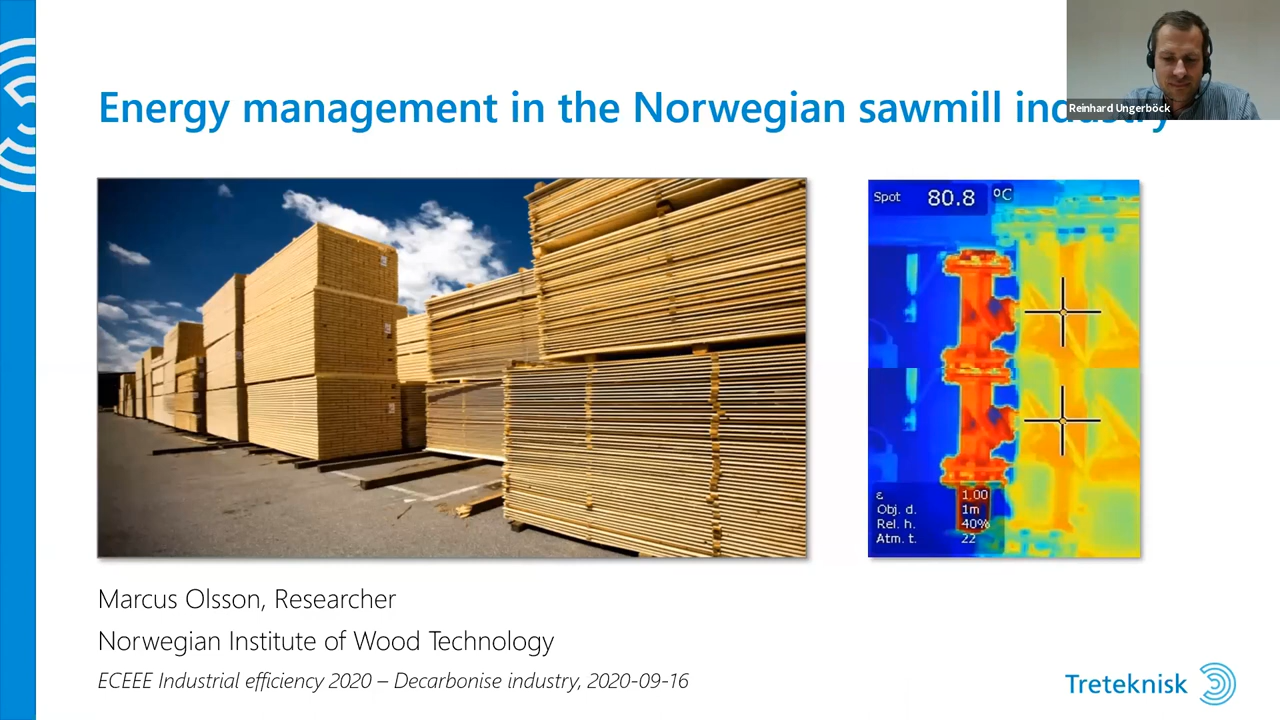 Energy management in the Norwegian sawmill industry
Reinhard Ungerböck
Spot 80.8 °C
ε 1.00
Obj. d. 1m
Rel. h. 40%
Atm. t. 22
Marcus Olsson, Researcher
Norwegian Institute of Wood Technology
ECEEE Industrial efficiency 2020 – Decarbonise industry, 2020-09-16
Treteknisk